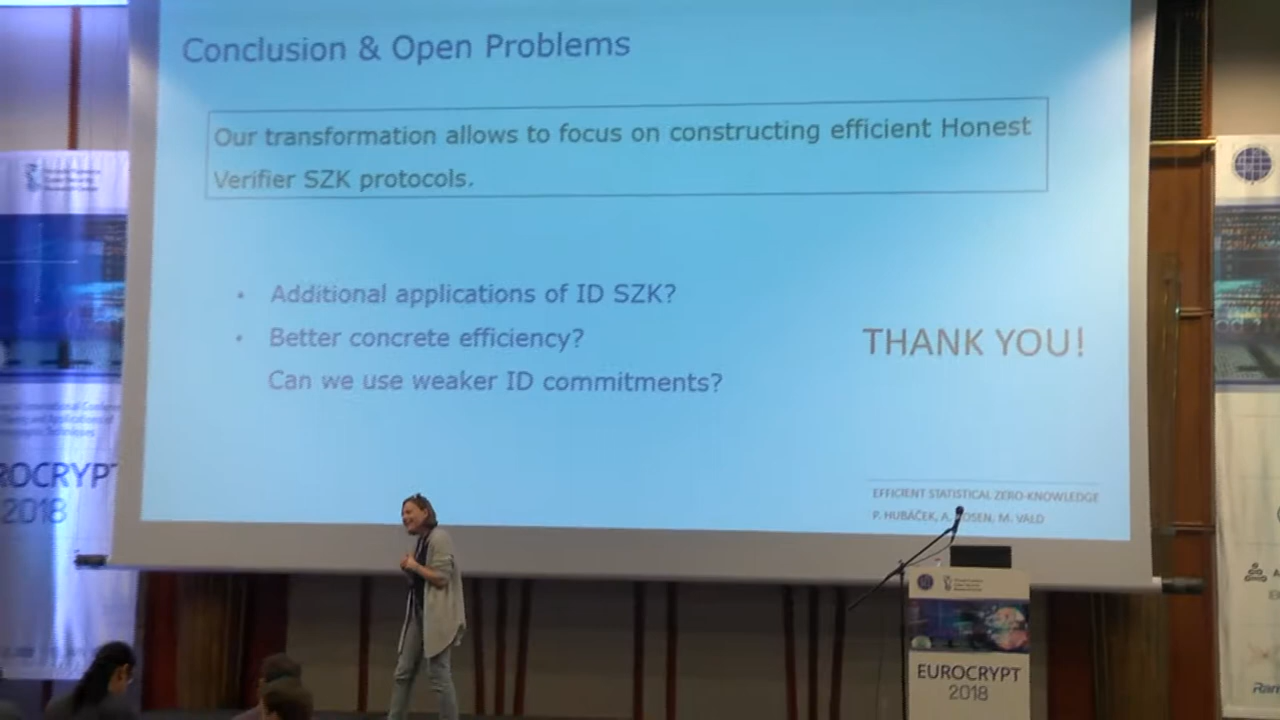 Conclusion & Open Problems
Our transformation allows to focus on constructing efficient Honest
Verifier SZK protocols.
• Additional applications of ID SZK?
• Better concrete efficiency?
Can we use weaker ID commitments?
THANK YOU!
EFFICIENT STATISTICAL ZERO-KNOWLEDGE
P. HUBÁČEK, A. ROSEN, M. VALD
ROCRYPT
2018
EUROCRYPT
2018